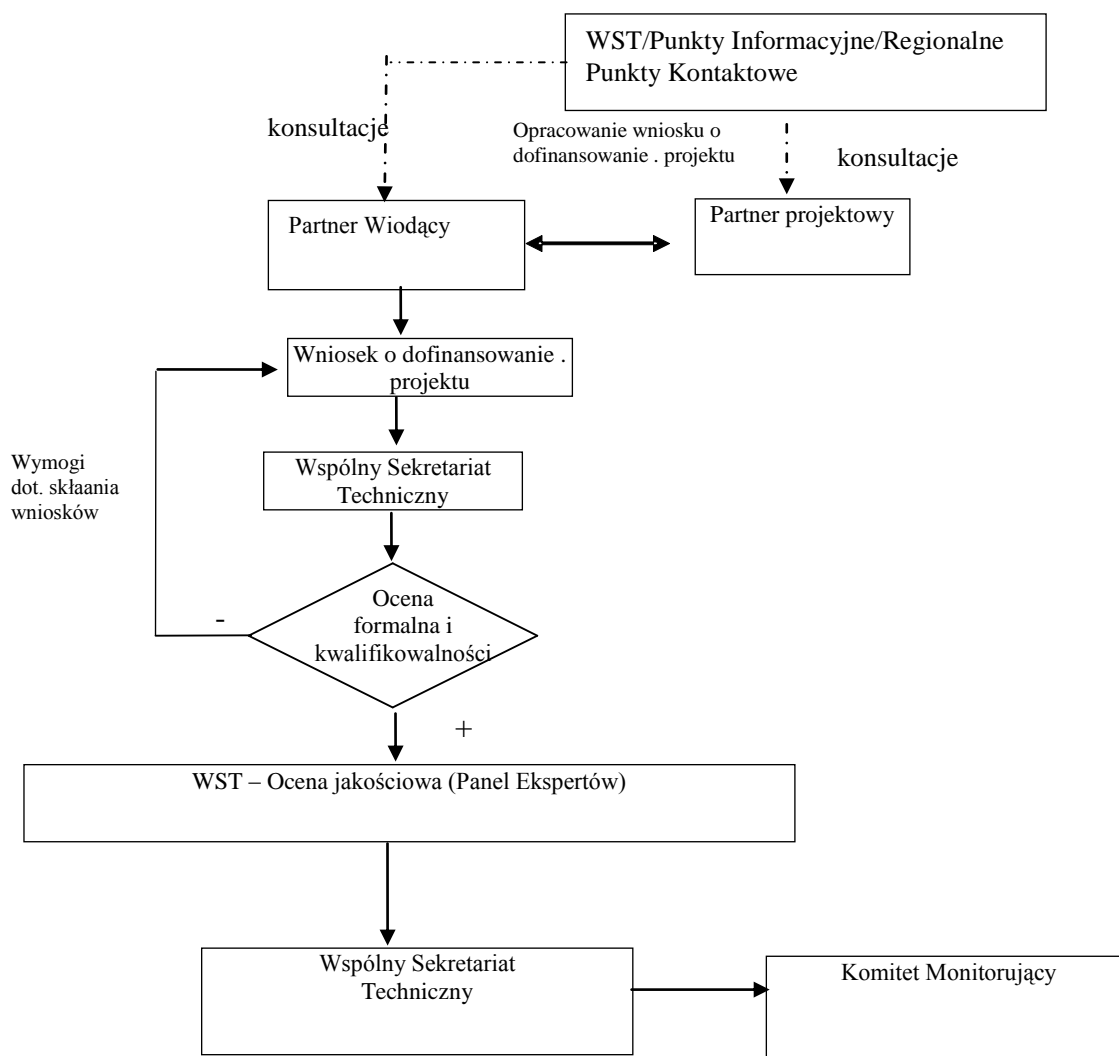 WST/Punkty Informacyjne/Regionalne
Punkty Kontaktowe
konsultacje
Opracowanie wniosku o
dofinansowanie . projektu
konsultacje
Partner Wiodący
Partner projektowy
Wniosek o dofinansowanie .
projektu
Wymogi
dot. skłaania
wniosków
Wspólny Sekretariat
Techniczny
Ocena
formalna i
kwalifikowalności
-
+
WST – Ocena jakościowa (Panel Ekspertów)
Wspólny Sekretariat
Techniczny
Komitet Monitorujący